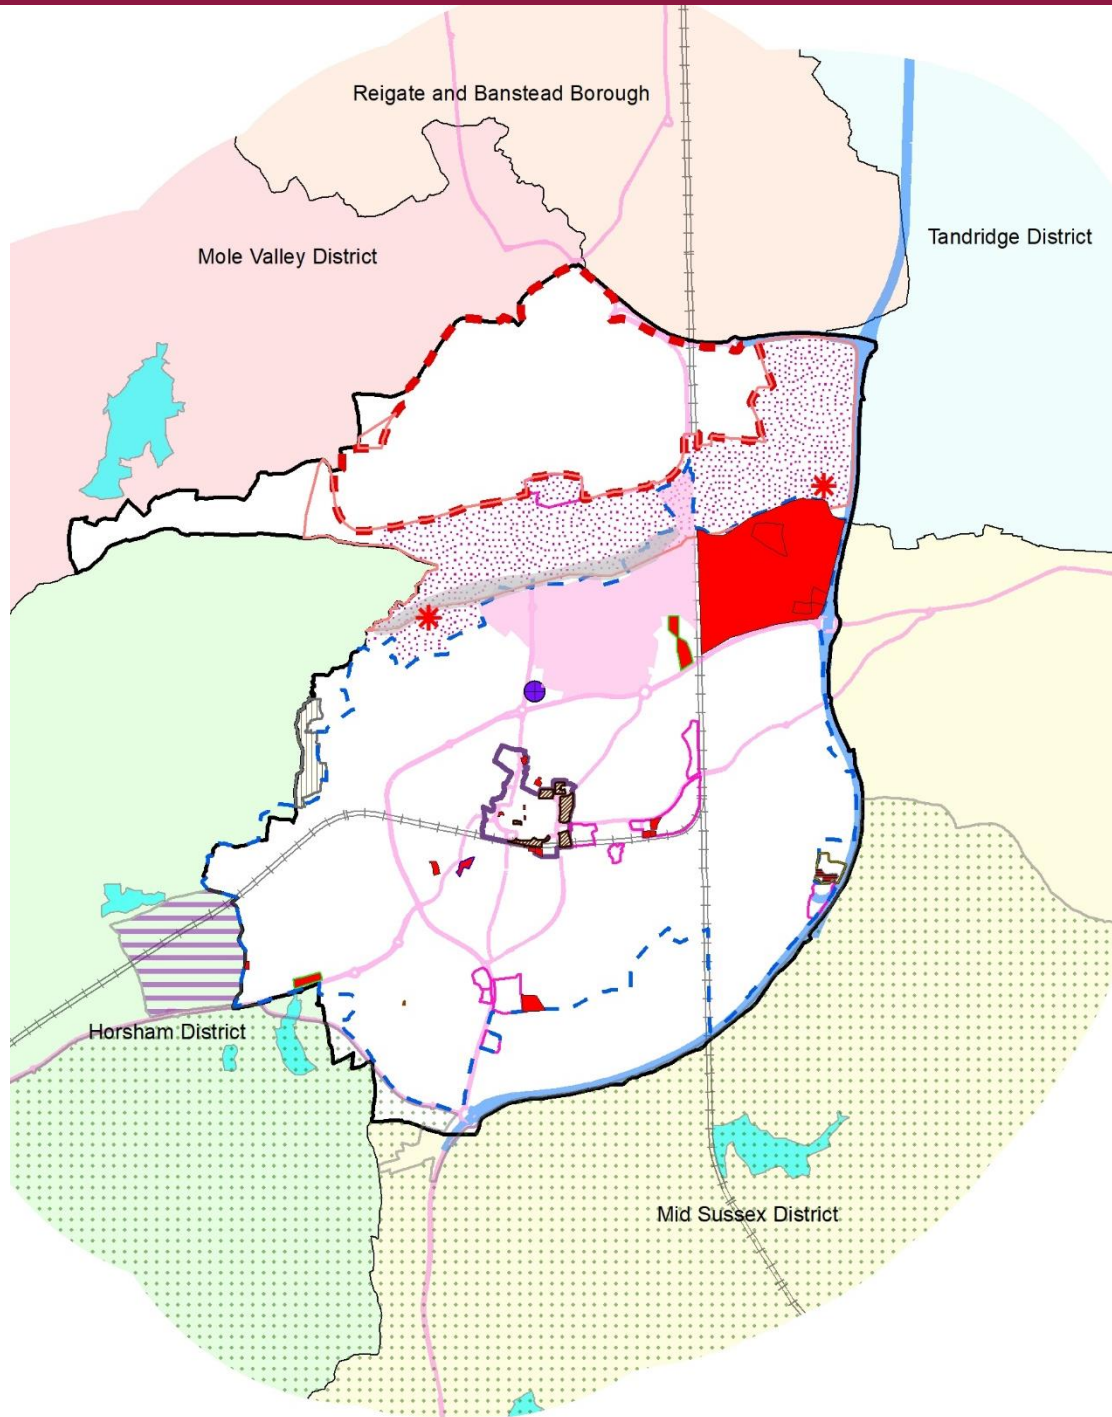 Reigate and Banstead Borough
Tandridge District
Mole Valley District
Horsham District
Mid Sussex District